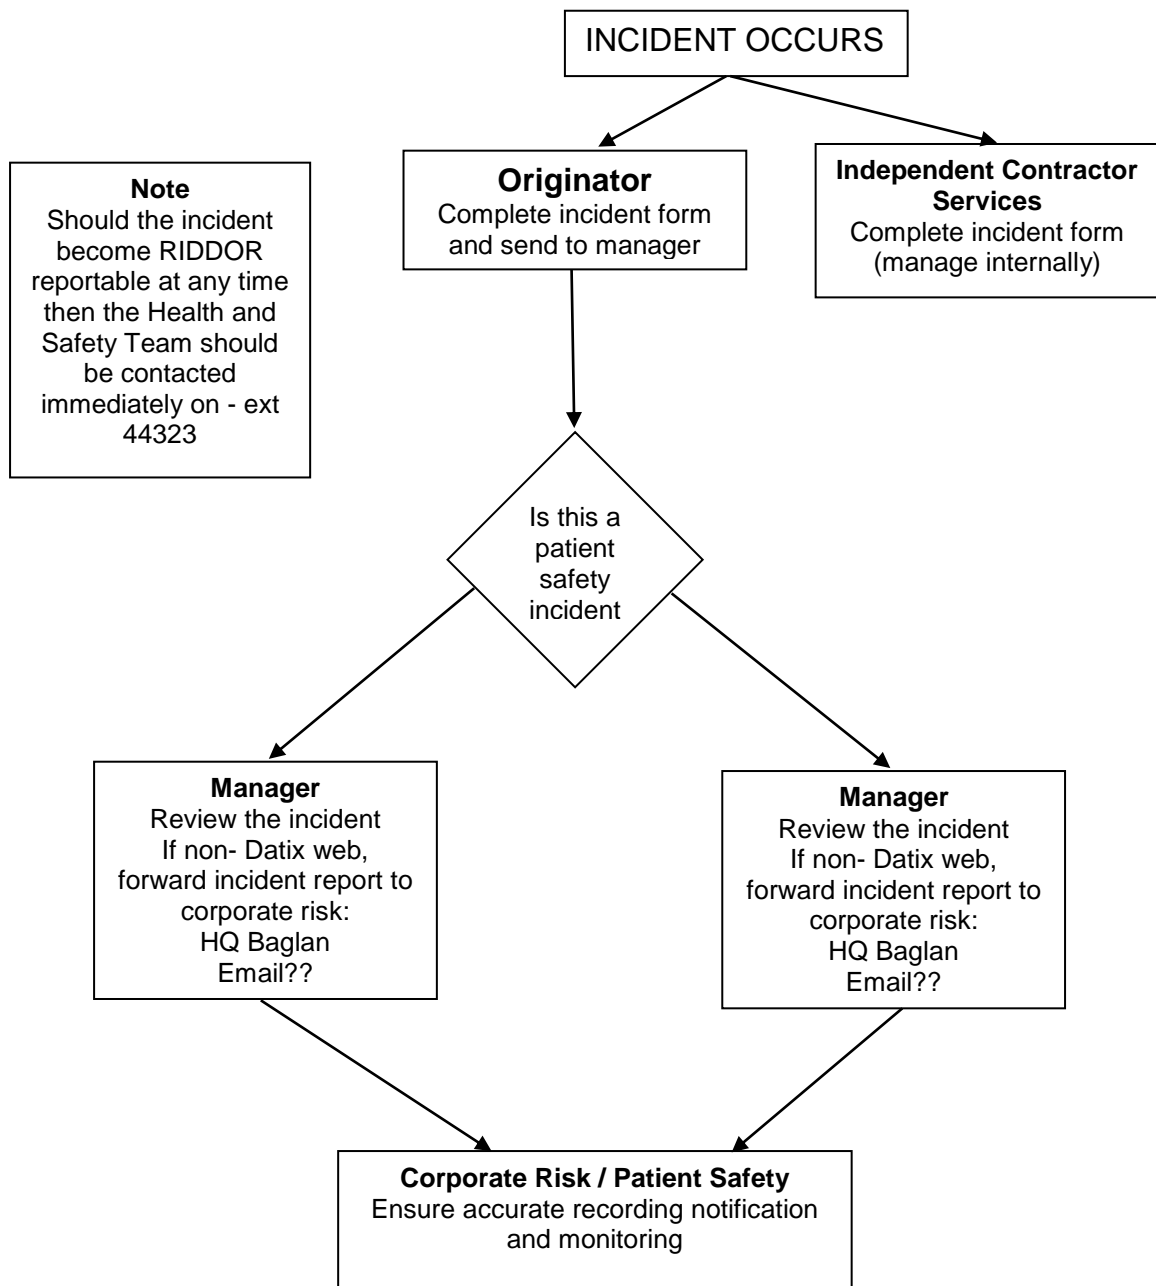 INCIDENT OCCURS
Note
Should the incident
become RIDDOR
reportable at any time
then the Health and
Safety Team should
be contacted
immediately on - ext
44323
Originator
Complete incident form
and send to manager
Independent Contractor
Services
Complete incident form
(manage internally)
Is this a
patient
safety
incident
Manager
Review the incident
If non- Datix web,
forward incident report to
corporate risk:
HQ Baglan
Email??
Manager
Review the incident
If non- Datix web,
forward incident report to
corporate risk:
HQ Baglan
Email??
Corporate Risk / Patient Safety
Ensure accurate recording notification
and monitoring